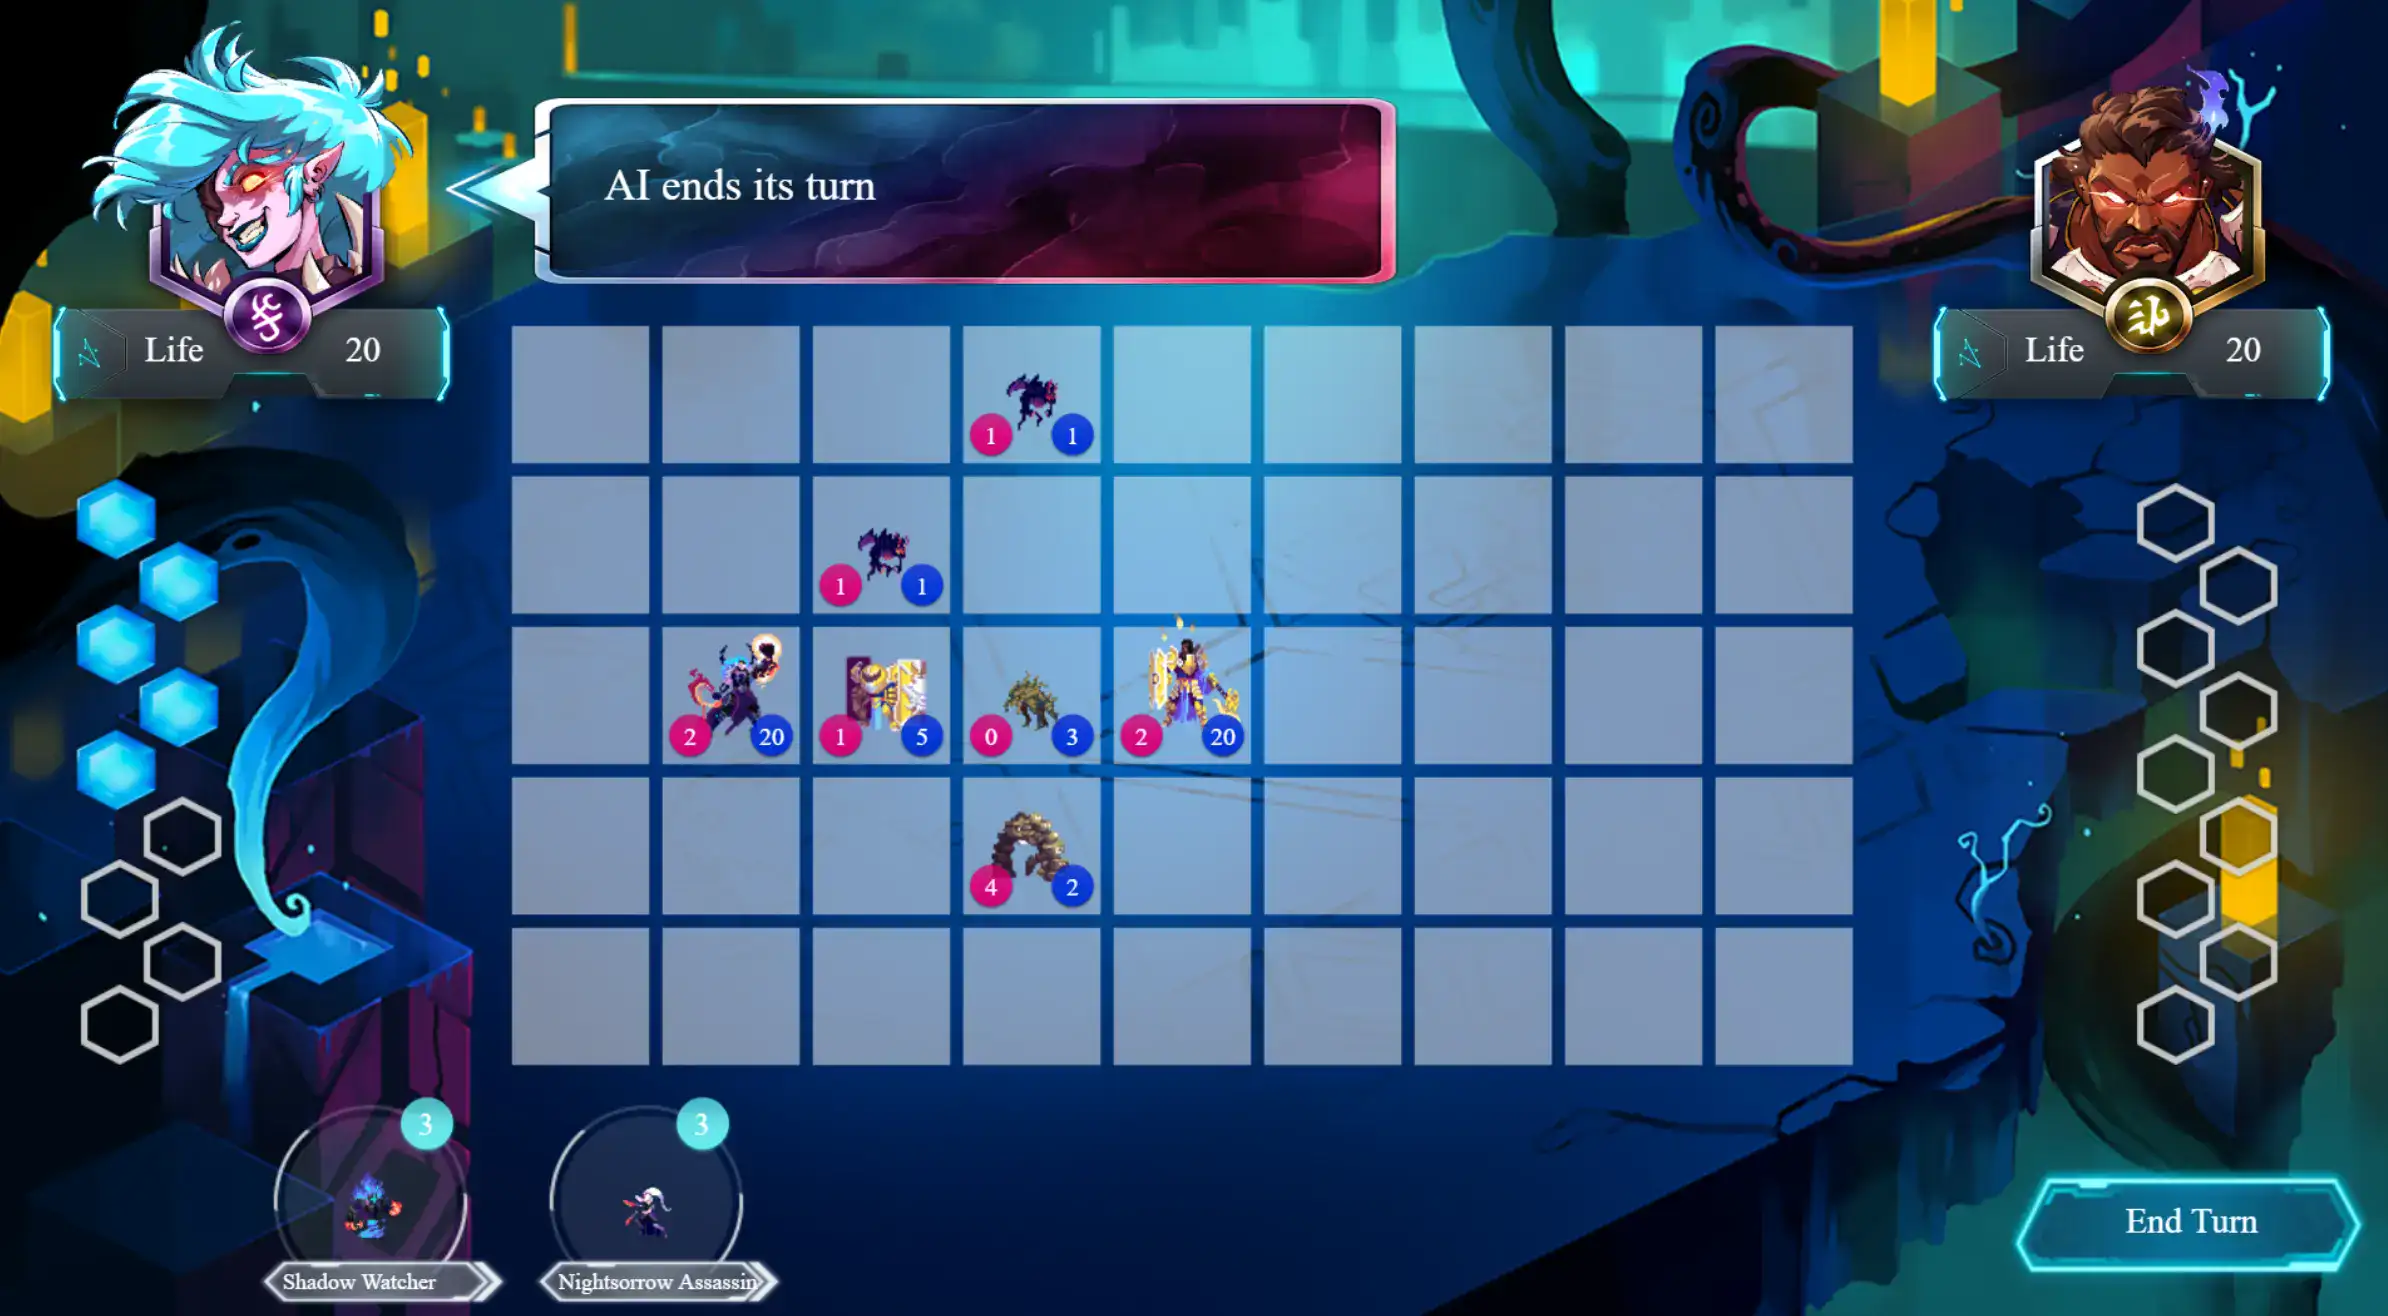 AI ends its turn
Life 20
Life 20
1 1
1 1
2 20 1 5 0 3 2 20
4 2
3
3
Shadow Watcher
Nightsorrow Assassin
End Turn